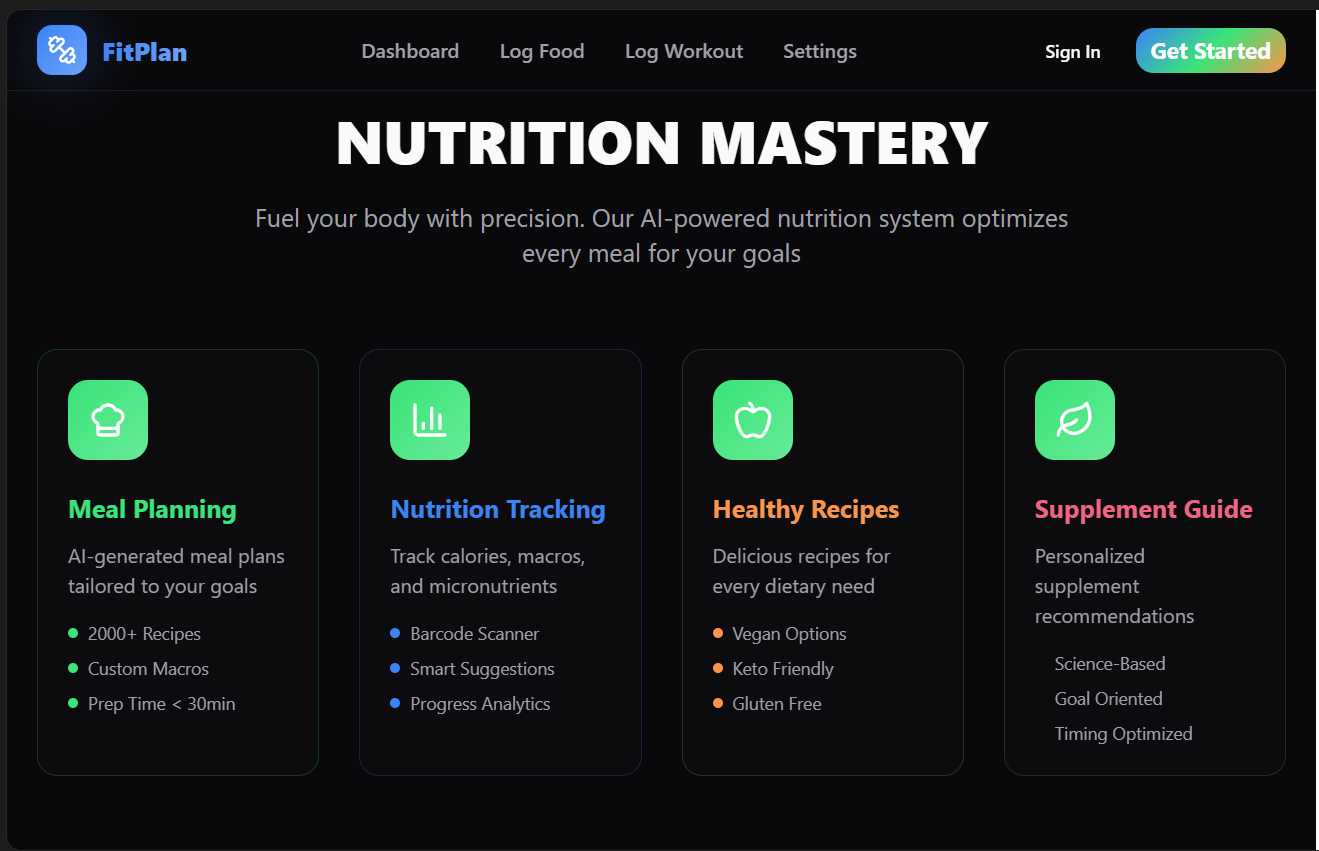 FitPlan
Dashboard
Log Food
Log Workout
Settings
Sign In
Get Started
NUTRITION MASTERY
Fuel your body with precision. Our AI-powered nutrition system optimizes
every meal for your goals
Meal Planning
AI-generated meal plans
tailored to your goals
2000+ Recipes
Custom Macros
Prep Time < 30min
Nutrition Tracking
Track calories, macros,
and micronutrients
Barcode Scanner
Smart Suggestions
Progress Analytics
Healthy Recipes
Delicious recipes for
every dietary need
Vegan Options
Keto Friendly
Gluten Free
Supplement Guide
Personalized
supplement
recommendations
Science-Based
Goal Oriented
Timing Optimized